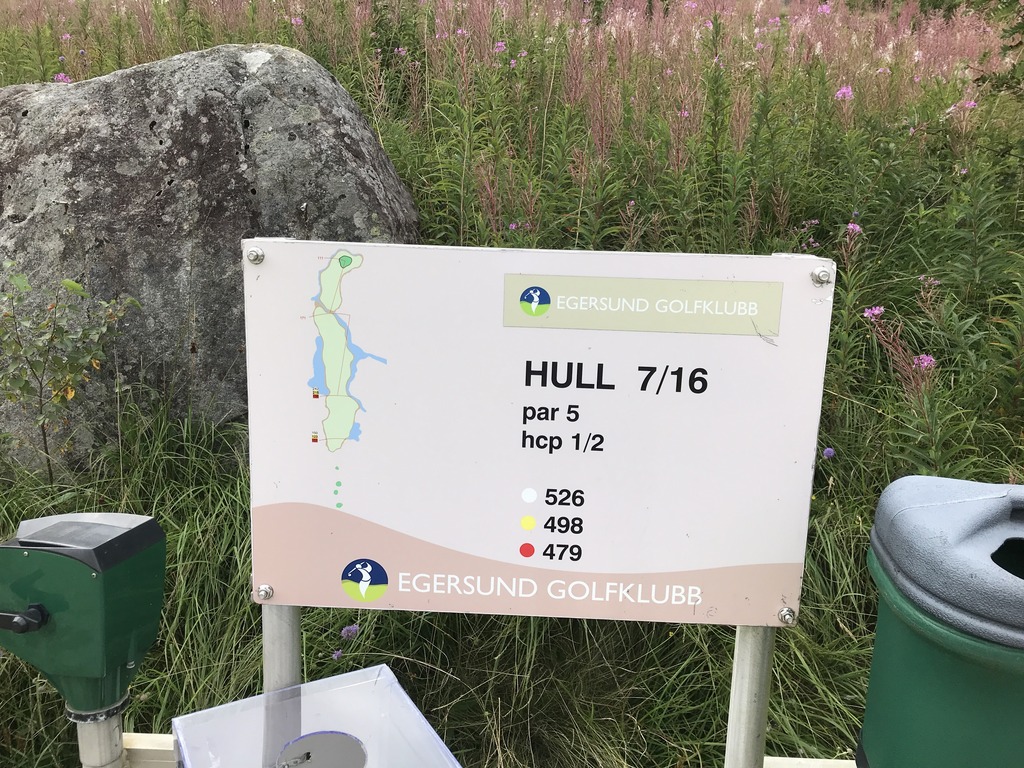 EGERSUND GOLFKLUBB
HULL 7/16
par 5
hcp 1/2
526
498
479
EGERSUND GOLFKLUBB